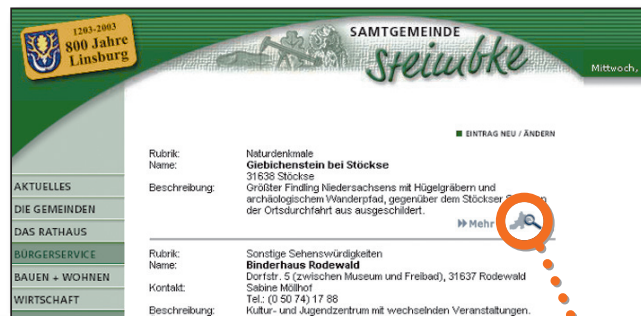 1203-2003
800 Jahre
Linsburg
SAMTGEMEINDE
Steimbke
Mittwoch,
EINTRAG NEU / ÄNDERN
Rubrik: Naturdenkmale
Name: Giebichenstein bei Stöckse
31638 Stöckse
Beschreibung: Größter Findling Niedersachsens mit Hügelgräbern und
archäologischem Wanderpfad, gegenüber dem Stöckser
der Ortsdurchfahrt aus ausgeschildert.
Mehr
AKTUELLES
DIE GEMEINDEN
DAS RATHAUS
BÜRGERSERVICE
BAUEN + WOHNEN
WIRTSCHAFT
Rubrik: Sonstige Sehenswürdigkeiten
Name: Binderhaus Rodewald
Dorfstr. 5 (zwischen Museum und Freibad), 31637 Rodewald
Kontakt: Sabine Möllhof
Tel.: (0 50 74) 17 88
Beschreibung: Kultur- und Jugendzentrum mit wechselnden Veranstaltungen.